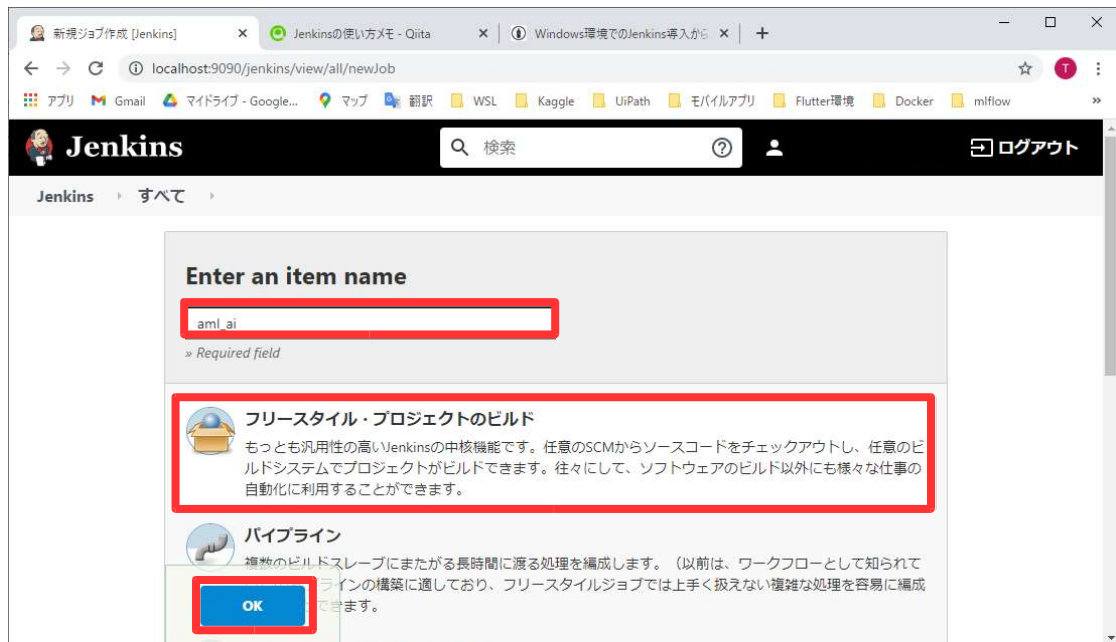 新規ジョブ作成 [Jenkins]
Jenkinsの使い方メモ - Qiita
Windows環境でのJenkins導入から
localhost:9090/jenkins/view/all/newJob
T
アプリ
Gmail
マイドライブ - Google...
マップ
翻訳
WSL
Kaggle
UiPath
モバイルアプリ
Flutter環境
Docker
mlflow
»
Jenkins
検索
ログアウト
Jenkins
すべて
Enter an item name
aml_ai
» Required field
フリースタイル・プロジェクトのビルド
もっとも汎用性の高いJenkinsの中核機能です。任意のSCMからソースコードをチェックアウトし、任意のビ
ルドシステムでプロジェクトがビルドできます。往々にして、ソフトウェアのビルド以外にも様々な仕事の
自動化に利用することができます。
パイプライン
複数のビルドスレーブにまたがる長時間に渡る処理を編成します。（以前は、ワークフローとして知られて
インの構築に適しており、フリースタイルジョブでは上手く扱えない複雑な処理を容易に編成
できます。
OK